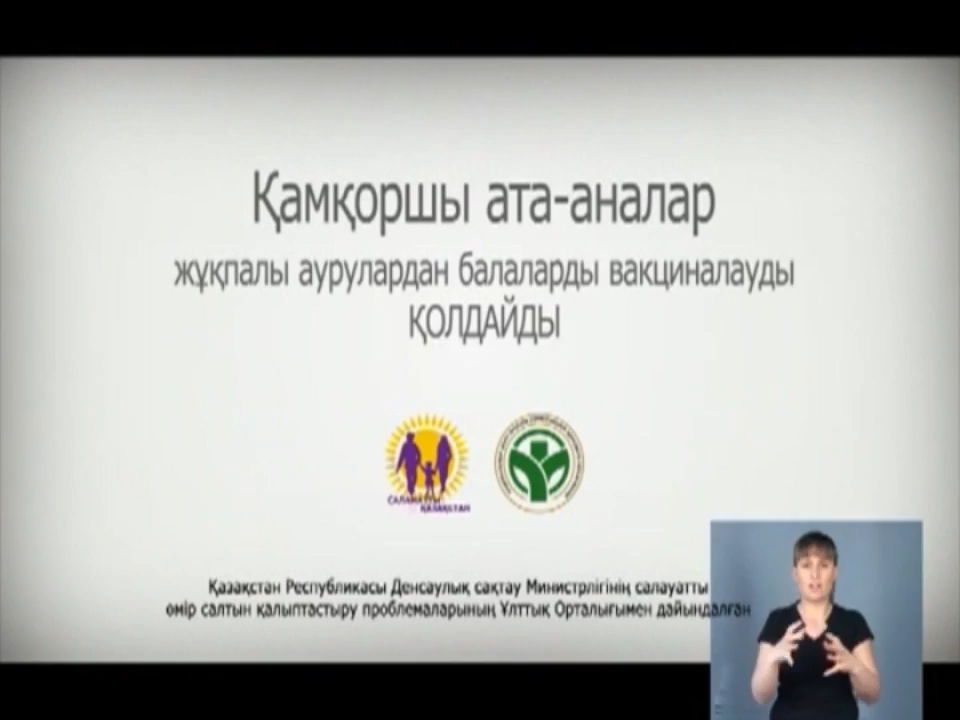 Қамқоршы ата-аналар
жұқпалы аурулардан балаларды вакциналауды
ҚОЛДАЙДЫ
САЛАМАТТЫ
ҚАЗАҚСТАН
Қазақстан Республикасы Денсаулық сақтау Министрлігінің салауатты
өмір салтын қалыптастыру проблемаларының Ұлттық Орталығымен дайындалған